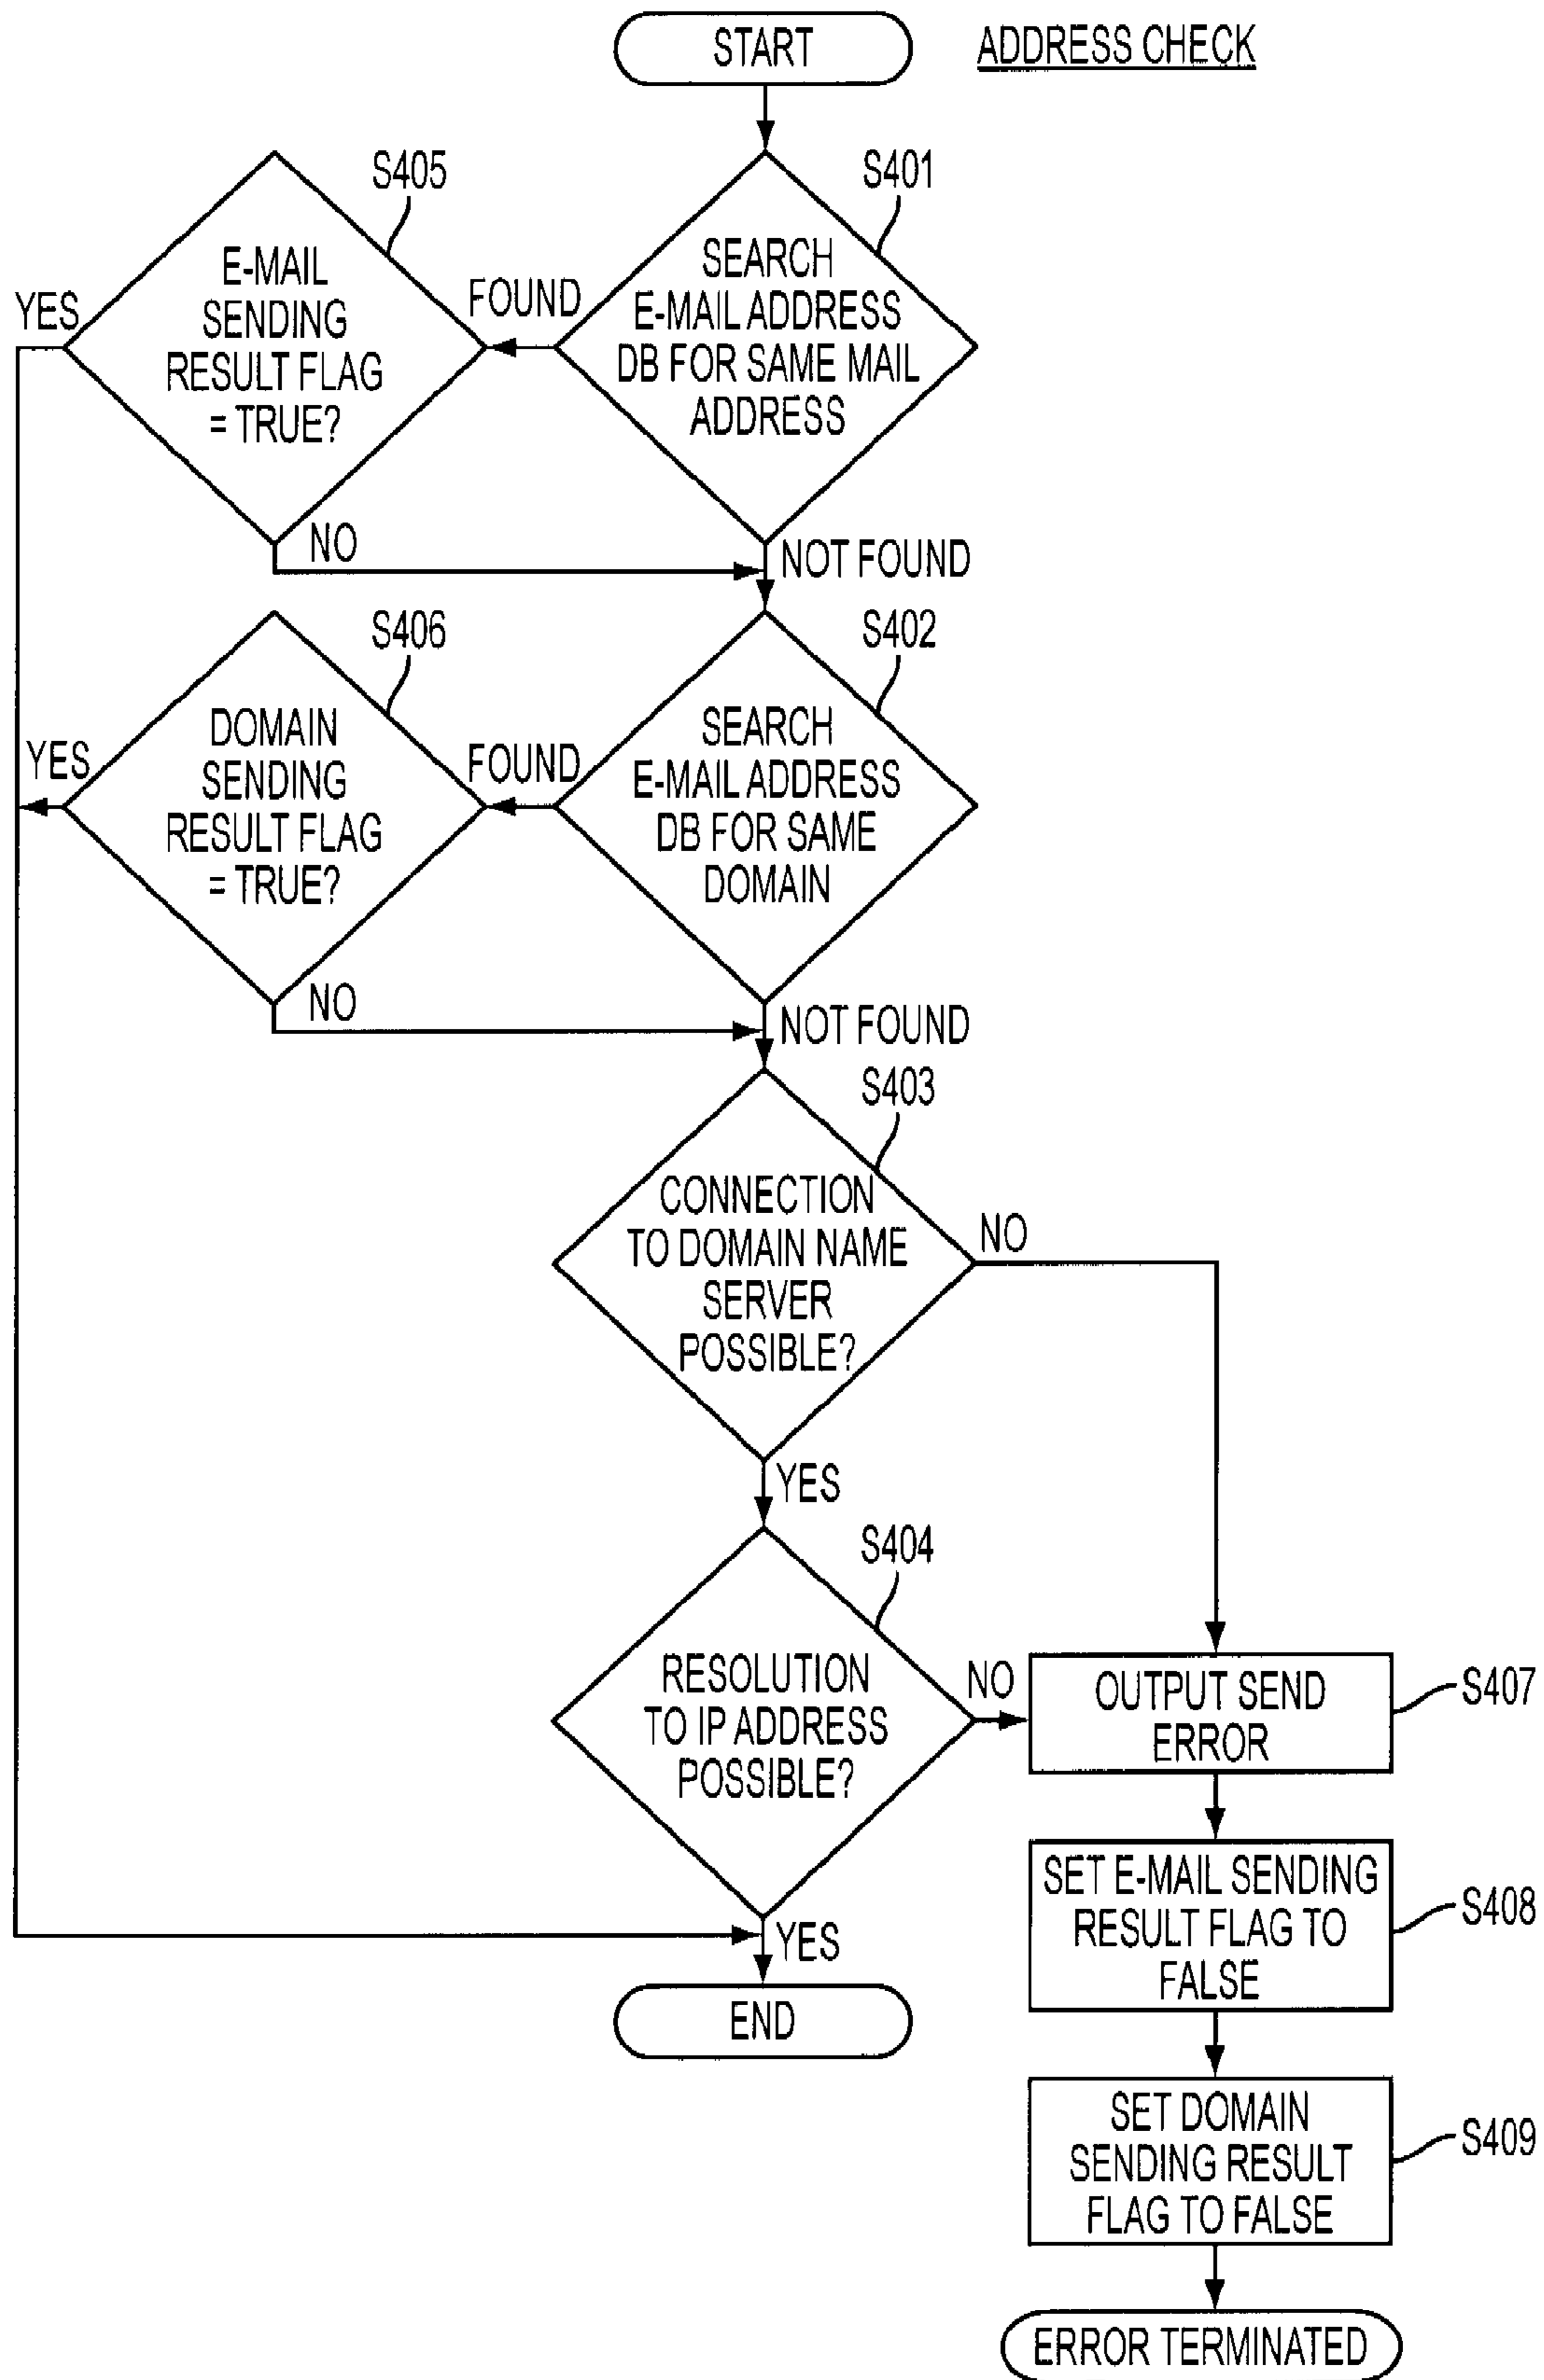 START
ADDRESS CHECK
S405
S401
E-MAIL
SENDING
RESULT FLAG
= TRUE?
YES
FOUND
SEARCH
E-MAIL ADDRESS
DB FOR SAME MAIL
ADDRESS
NO
NOT FOUND
S406
S402
DOMAIN
SENDING
RESULT FLAG
= TRUE?
YES
FOUND
SEARCH
E-MAIL ADDRESS
DB FOR SAME
DOMAIN
NO
NOT FOUND
S403
CONNECTION
TO DOMAIN NAME
SERVER
POSSIBLE?
NO
YES
S404
RESOLUTION
TO IP ADDRESS
POSSIBLE?
NO
OUTPUT SEND
ERROR
S407
SET E-MAIL SENDING
RESULT FLAG TO
FALSE
S408
YES
END
SET DOMAIN
SENDING RESULT
FLAG TO FALSE
S409
ERROR TERMINATED